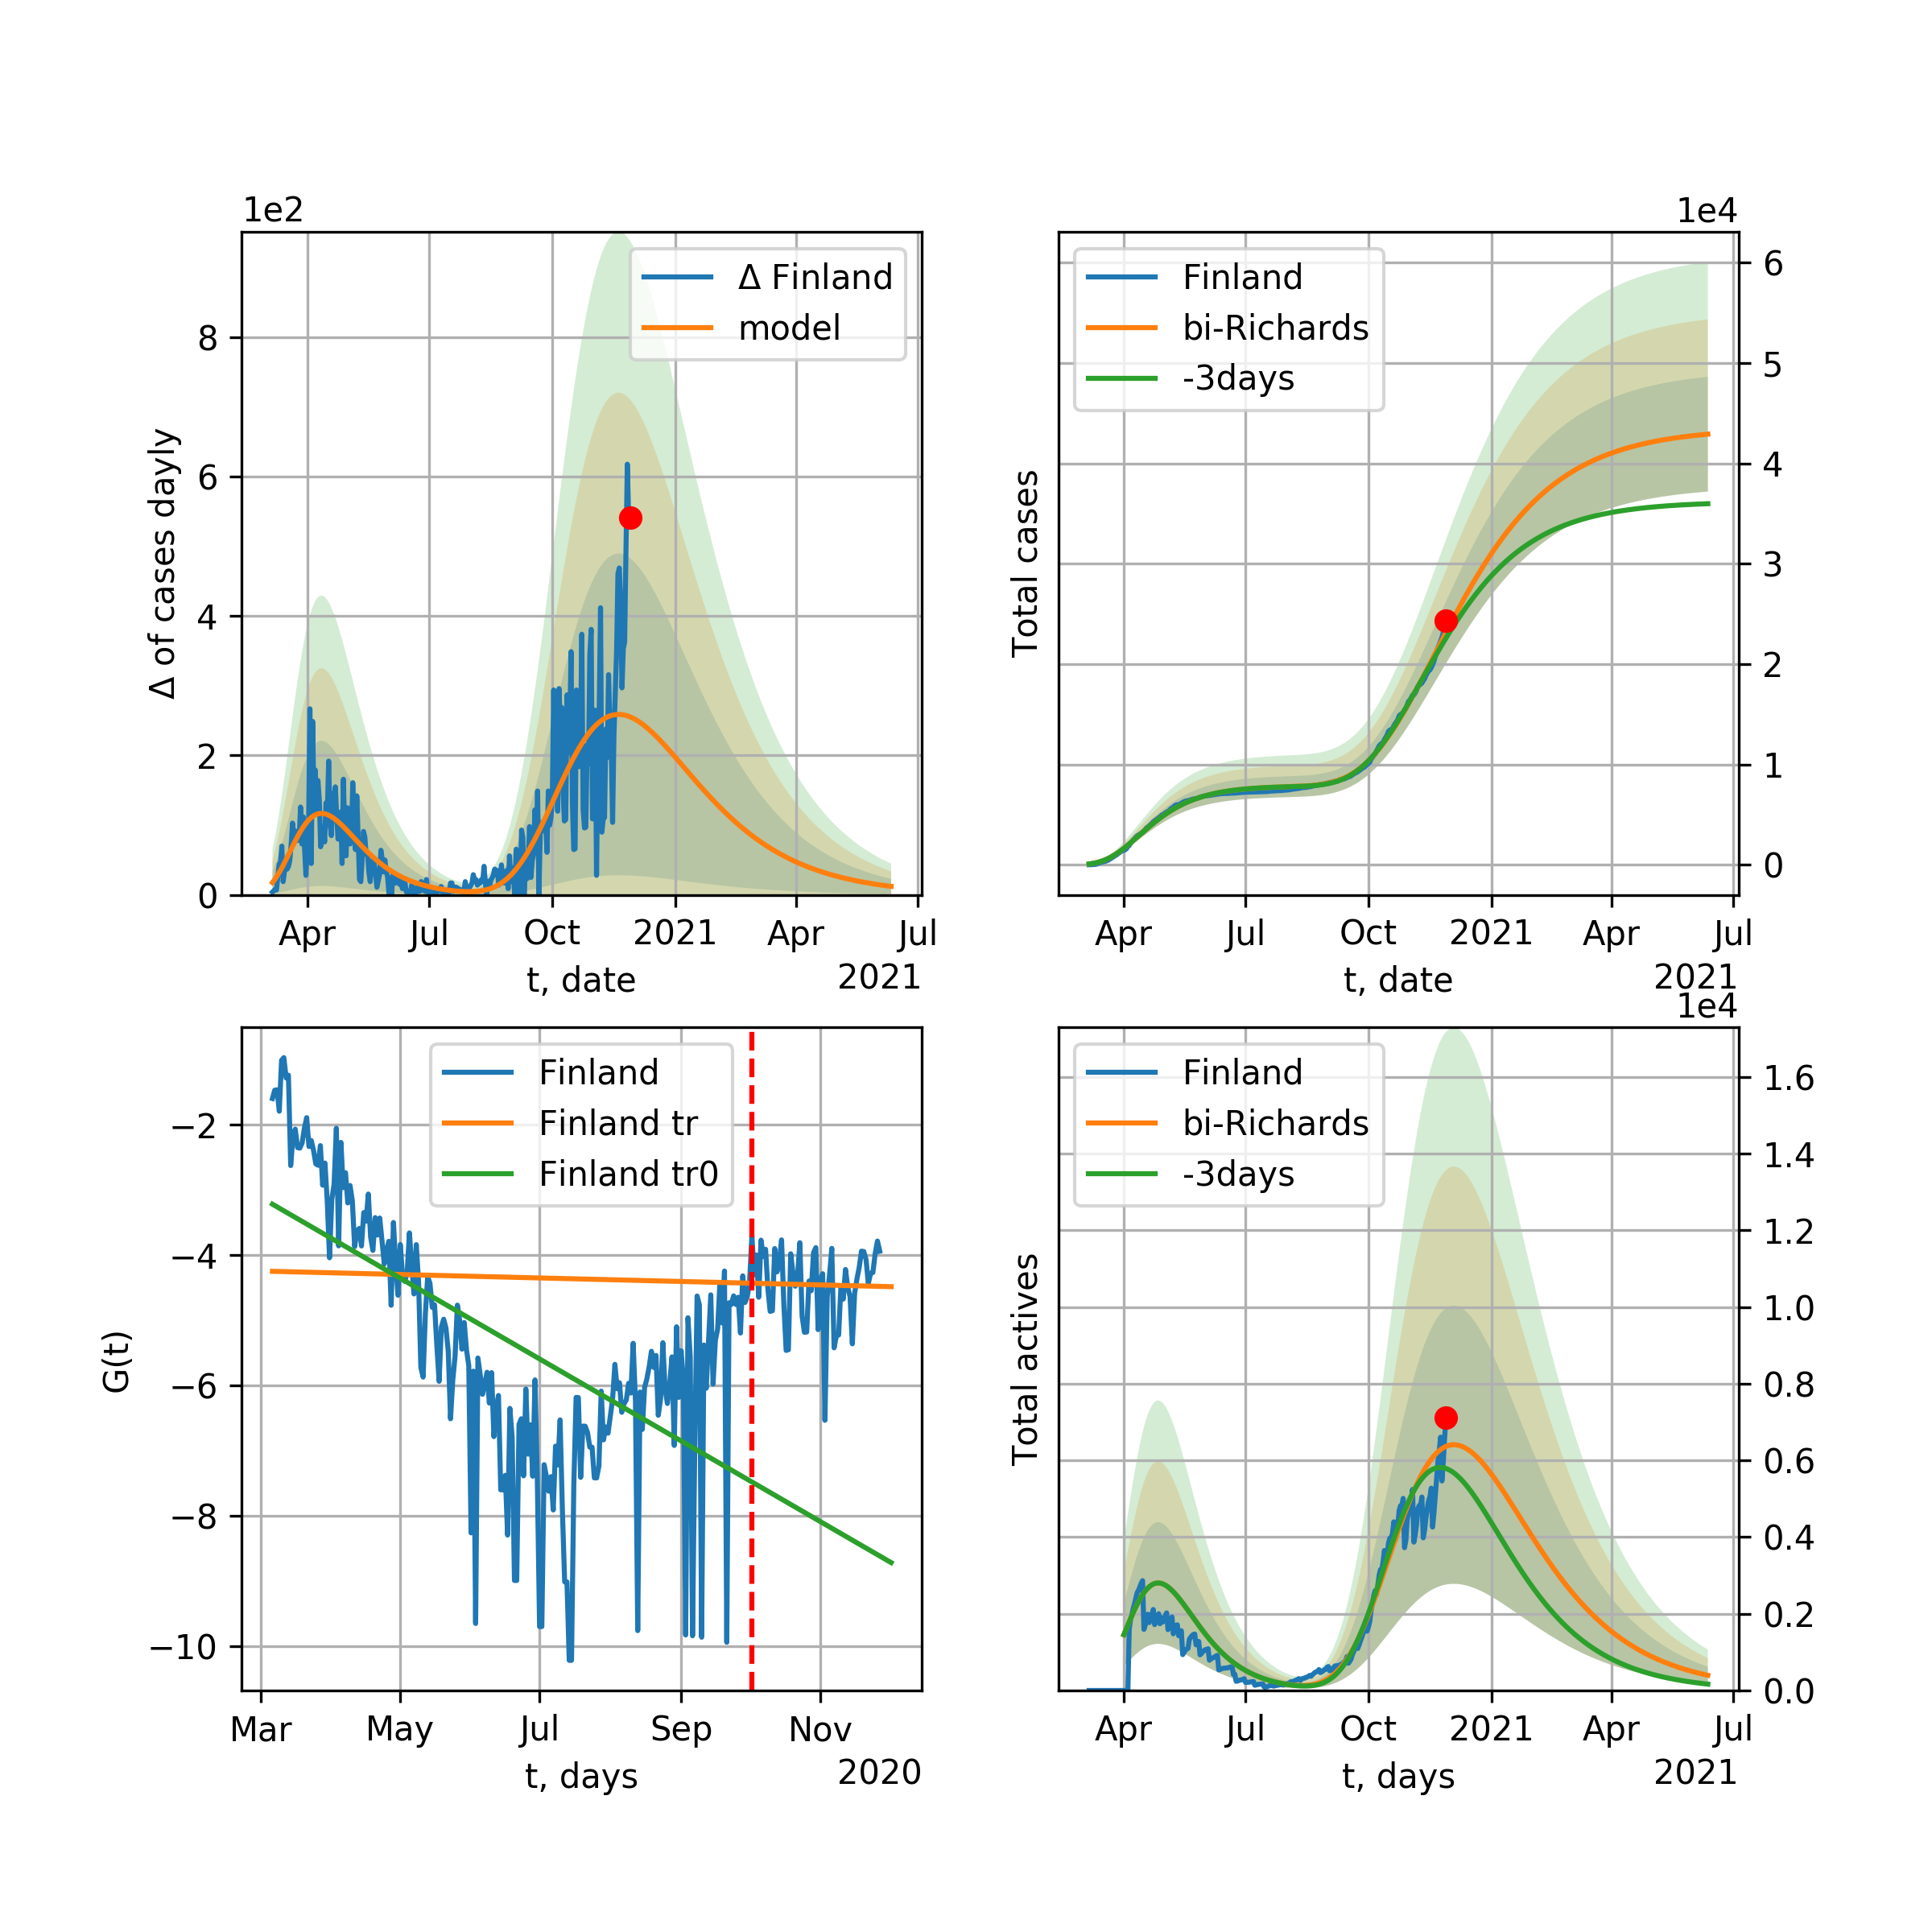 1e2
Δ Finland
model
8
6
4
2
0
Δ of cases dayly
Apr
Jul
Oct
2021
Apr
Jul
t, date
2021
1e4
Finland
bi-Richards
-3days
6
5
4
3
2
1
0
Total cases
Apr
Jul
Oct
2021
Apr
Jul
t, date
2021
Finland
Finland tr
Finland tr0
−2
−4
−6
−8
−10
G(t)
Mar
May
Jul
Sep
Nov
t, days
2020
1e4
Finland
bi-Richards
-3days
1.6
1.4
1.2
1.0
0.8
0.6
0.4
0.2
0.0
Total actives
Apr
Jul
Oct
2021
Apr
Jul
t, days
2021